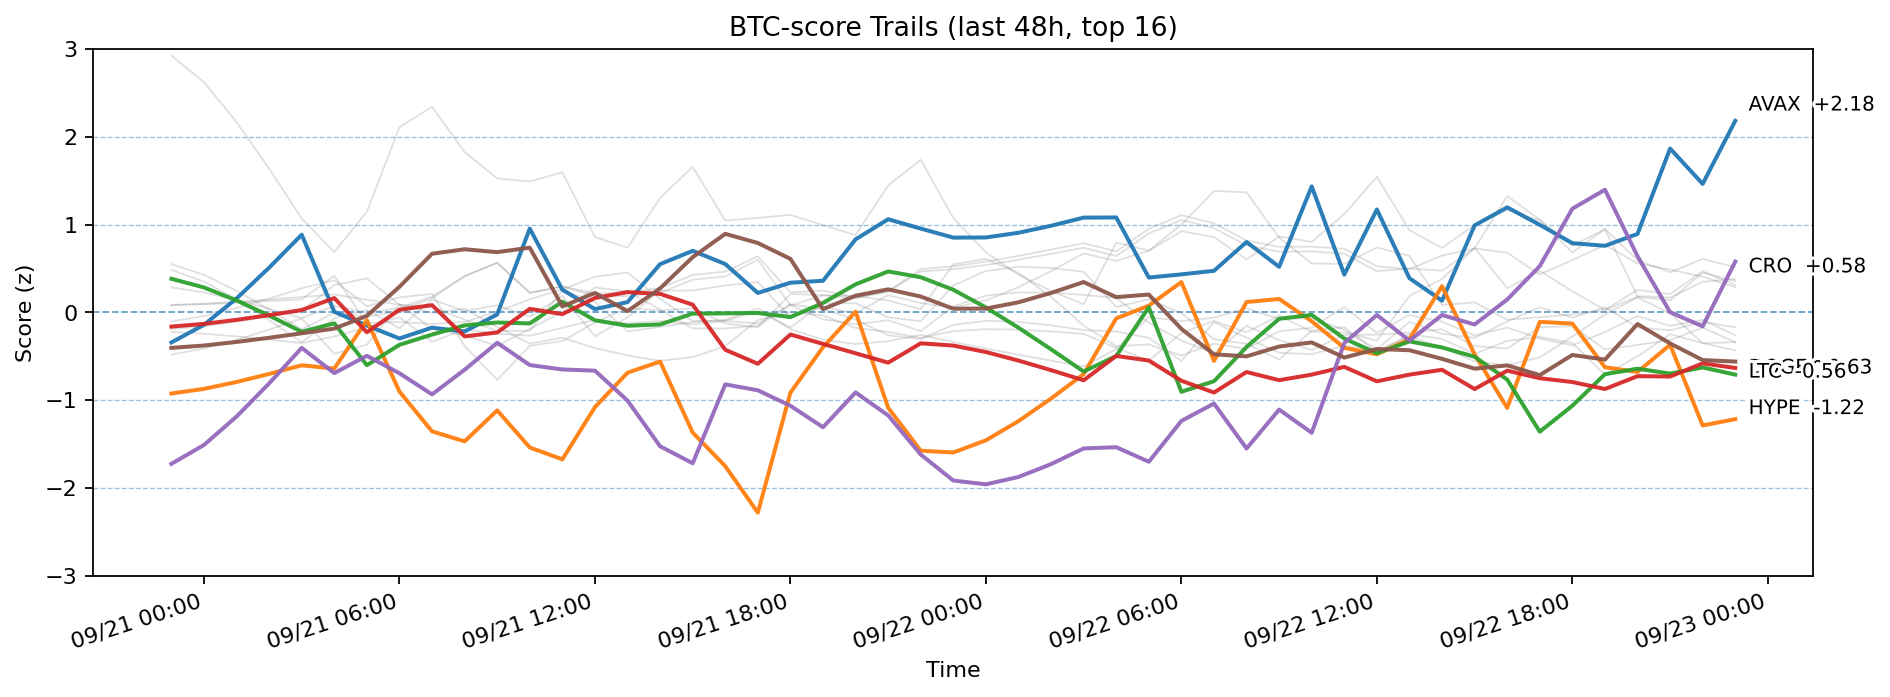 BTC-score Trails (last 48h, top 16)
3
2
1
0
−1
−2
−3
Score (z)
AVAX +2.18
CRO +0.58
LTC -0.56
HYPE -1.22
09/21 00:00
09/21 06:00
09/21 12:00
09/21 18:00
09/22 00:00
09/22 06:00
09/22 12:00
09/22 18:00
09/23 00:00
Time